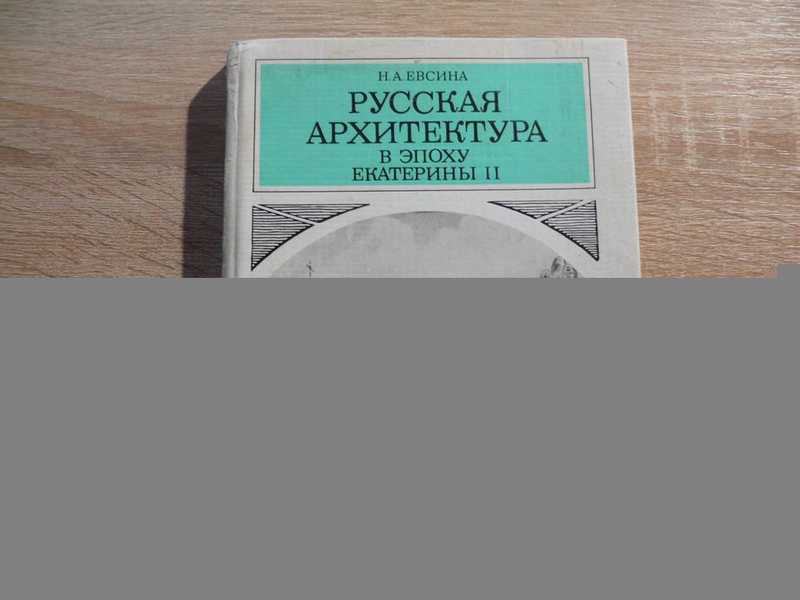 Н. А. ЕВСИНА
РУССКАЯ
АРХИТЕКТУРА
В ЭПОХУ
ЕКАТЕРИНЫ II